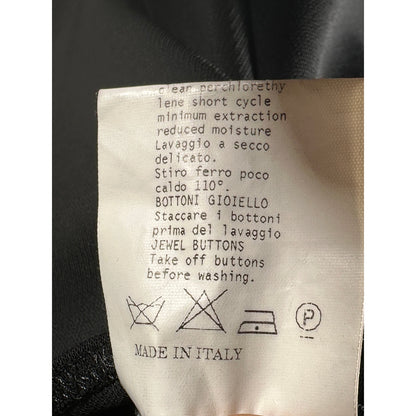 clean perchlorethy
lene short cycle
minimum extraction
reduced moisture
Lavaggio a secco
delicato.
Stiro ferro poco
caldo 110°.
BOTTONI GIOIELLO
Staccare i bottoni
prima del lavaggio
JEWEL BUTTONS
Take off buttons
before washing.
P
MADE IN ITALY